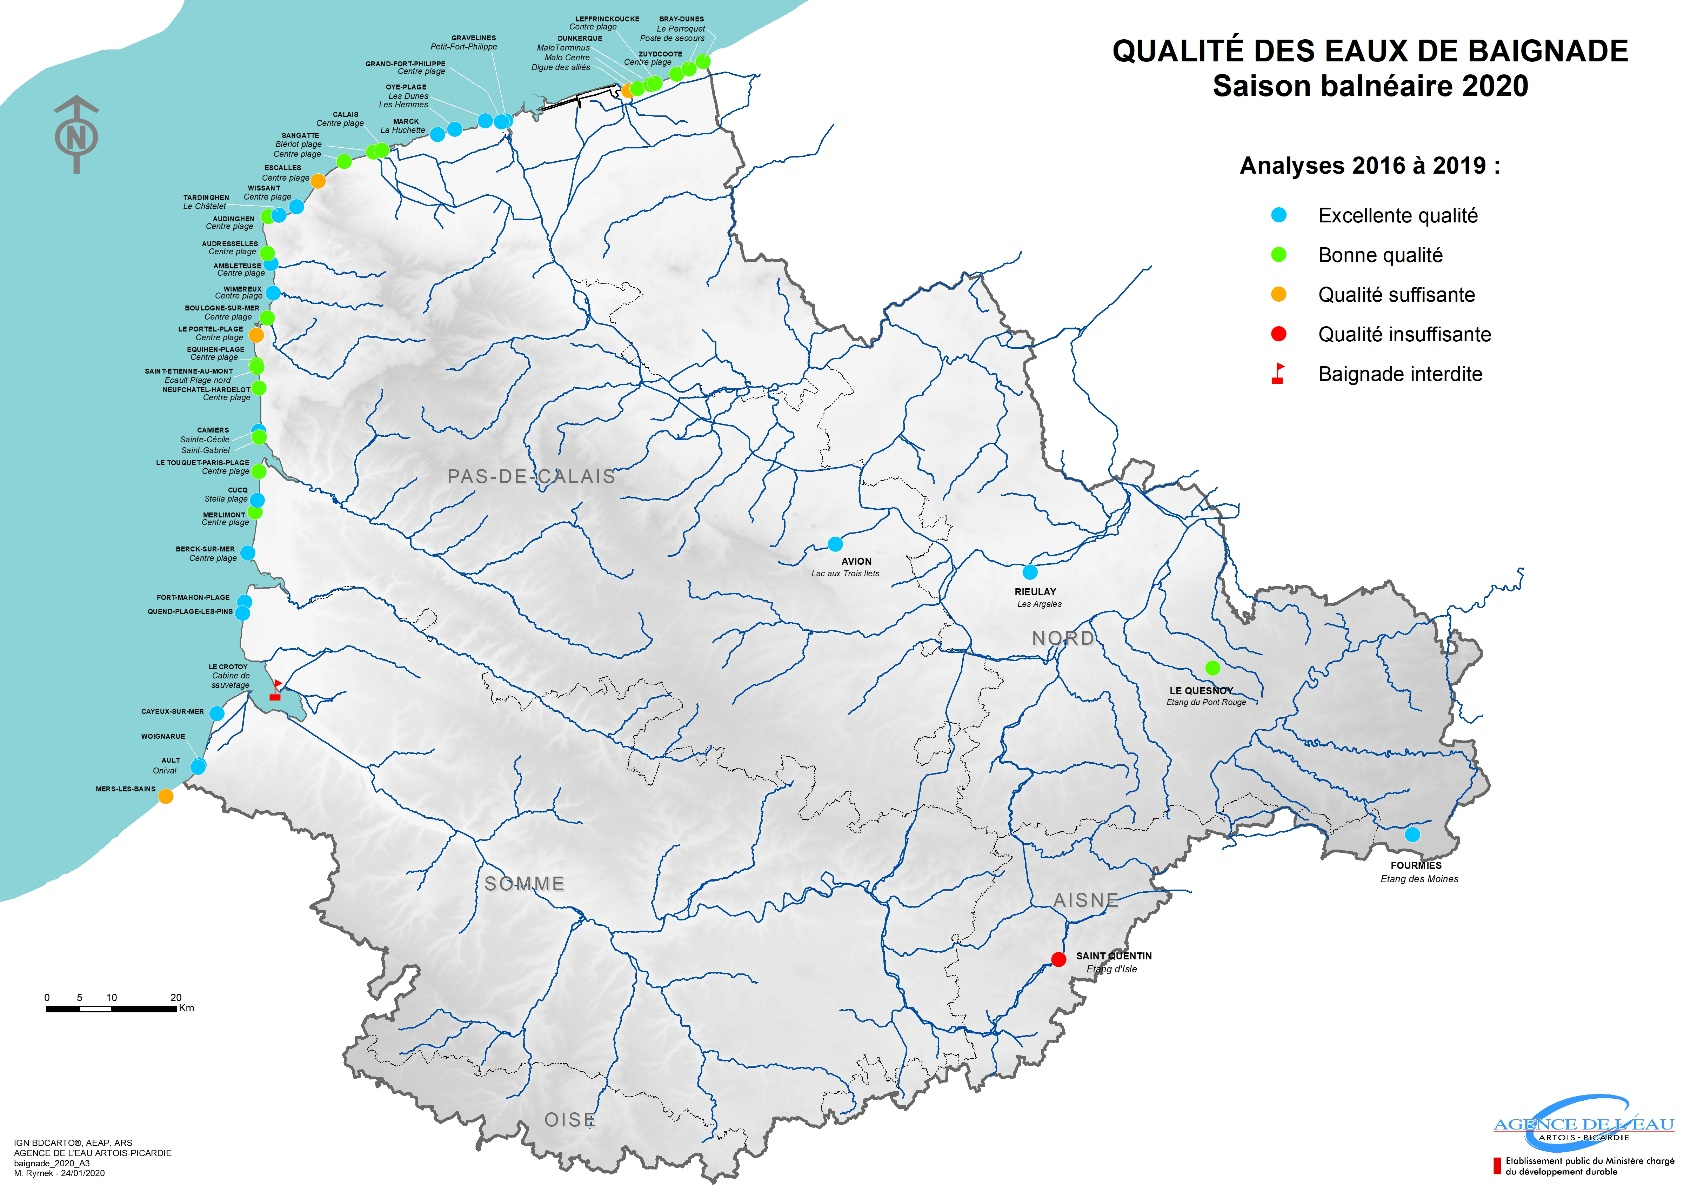 QUALITÉ DES EAUX DE BAIGNADE
Saison balnéaire 2020
Analyses 2016 à 2019 :
Excellente qualité
Bonne qualité
Qualité suffisante
Qualité insuffisante
Baignade interdite
N
LEFFRINCKOUCKE
Centre plage
BRAY-DUNES
Le Perroquet
Poste de secours
DUNKERQUE
MaloTerminus
Malo Centre
Digue des alliés
ZUYDCOOTE
Centre plage
GRAVELINES
Petit-Fort-Philippe
GRAND-FORT-PHILIPPE
Centre plage
OYE-PLAGE
Les Dunes
Les Hemmes
MARCK
La Huchette
CALAIS
Centre plage
SANGATTE
Blériot plage
Centre plage
ESCALLES
Centre plage
WISSANT
Centre plage
TARDINGHEN
Le Châtelet
AUDINGHEN
Centre plage
AUDRESSELLES
Centre plage
AMBLETEUSE
Centre plage
WIMEREUX
Centre plage
BOULOGNE-SUR-MER
Centre plage
LE PORTEL-PLAGE
Centre plage
EQUIHEN-PLAGE
Centre plage
SAINT-ETIENNE-AU-MONT
Ecault Plage nord
NEUFCHATEL-HARDELOT
Centre plage
CAMIERS
Sainte-Cécile
Saint-Gabriel
LE TOUQUET-PARIS-PLAGE
Centre plage
CUCQ
Stella plage
MERLIMONT
Centre plage
BERCK-SUR-MER
Centre plage
FORT-MAHON-PLAGE
QUEND-PLAGE-LES-PINS
LE CROTOY
Cabine de
sauvetage
CAYEUX-SUR-MER
WOIGNARUE
AULT
Onival
MERS-LES-BAINS
PAS-DE-CALAIS
AVION
Lac aux Trois Ilets
RIEULAY
Les Argales
NORD
LE QUESNOY
Etang du Pont Rouge
FOURMIES
Etang des Moines
SOMME
AISNE
SAINT QUENTIN
Etang d'Isle
OISE
0 5 10 20
Km
IGN BDCARTO®, AEAP, ARS
AGENCE DE L'EAU ARTOIS-PICARDIE
baignade_2020_A3
M. Rymek - 24/01/2020
AGENCE DE L'EAU
ARTOIS - PICARDIE
Etablissement public du Ministère chargé
du développement durable